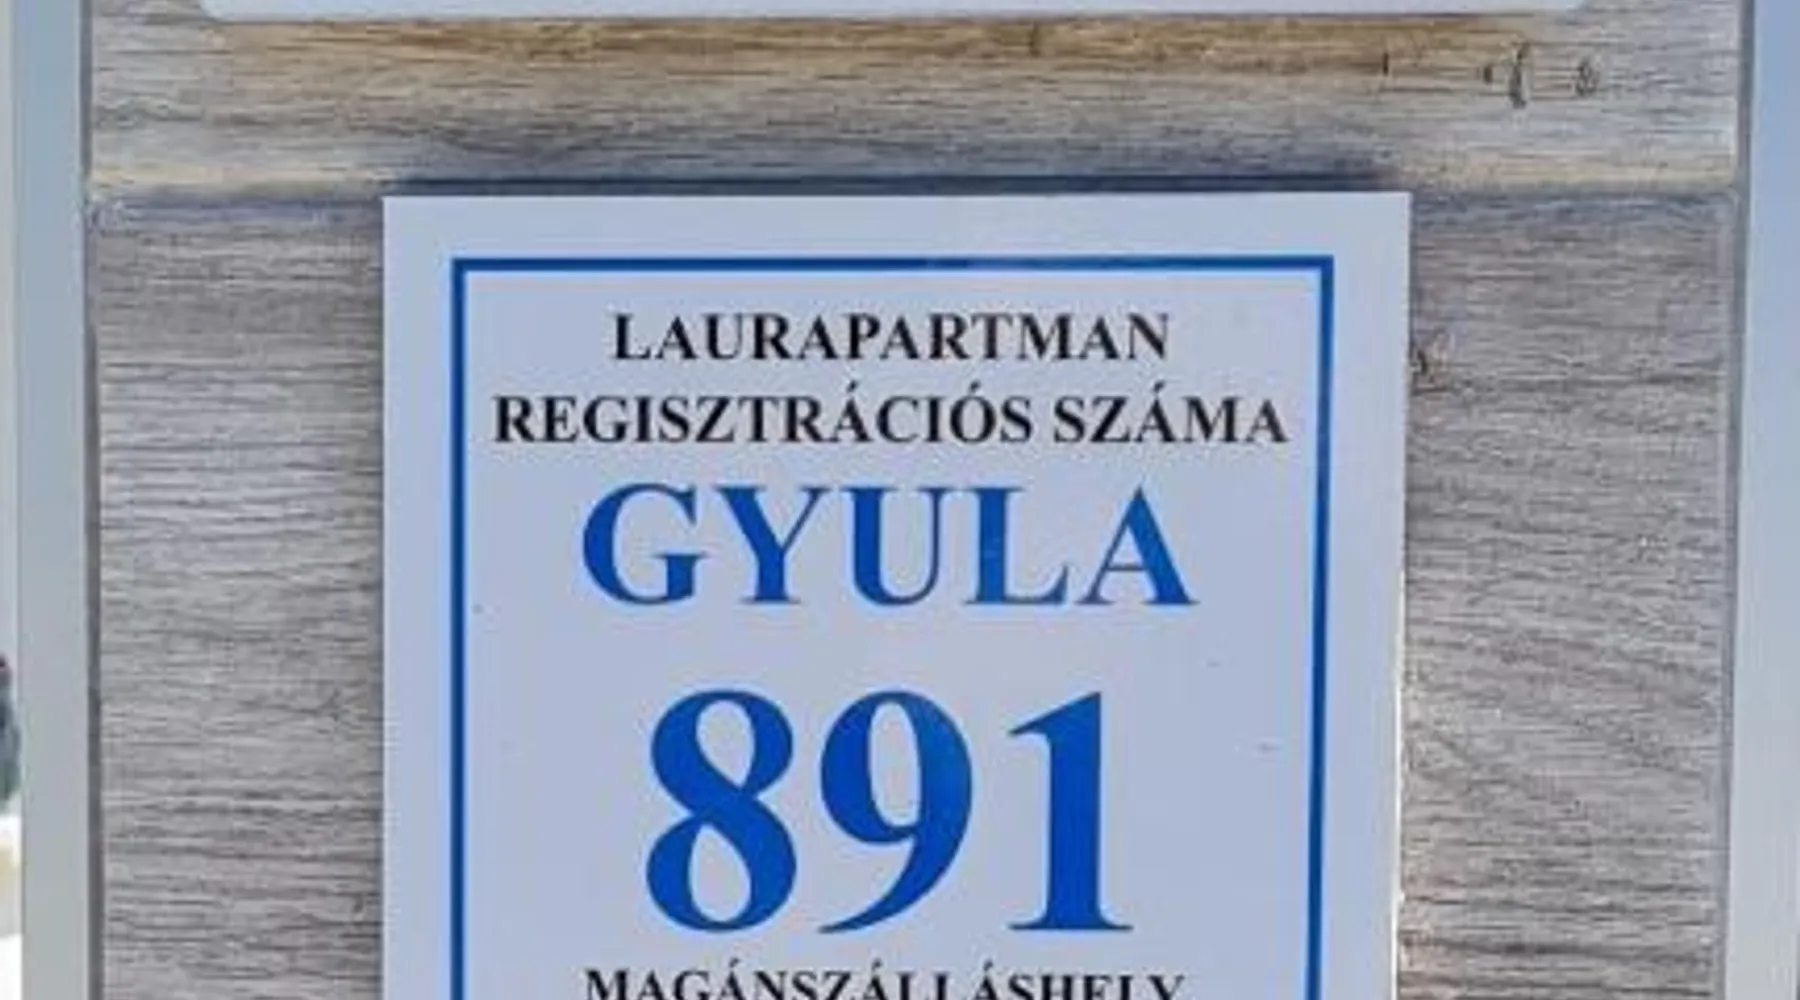 LAURAPARTMAN
REGISZTRÁCIÓS SZÁMA
GYULA
891
MAGÁNSZÁLLÁSHELY